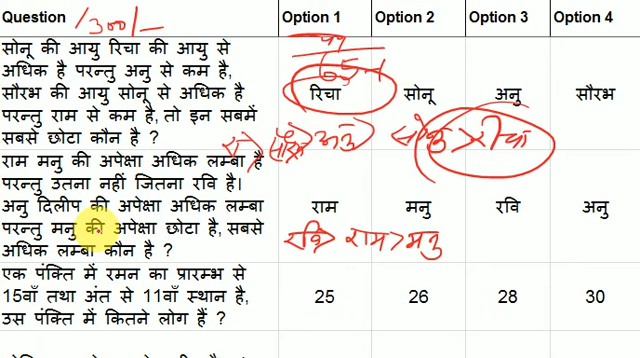 Question /300/- Option 1 Option 2 Option 3 Option 4
सोनू की आयु रिचा की आयु से
अधिक है परन्तु अनु से कम है,
सौरभ की आयु सोनू से अधिक है
परन्तु राम से कम है, तो इन सबमें
सबसे छोटा कौन है ?
रिचा सोनू अनु सौरभ
राम मनु की अपेक्षा अधिक लम्बा है
परन्तु उतना नहीं जितना रवि है।
अनु दिलीप की अपेक्षा अधिक लम्बा
परन्तु मनु की अपेक्षा छोटा है, सबसे
अधिक लम्बा कौन है ?
राम मनु रवि अनु
रवि> राम>मनु
एक पंक्ति में रमन का प्रारम्भ से
15वाँ तथा अंत से 11वाँ स्थान है,
उस पंक्ति में कितने लोग हैं ?
25 26 28 30